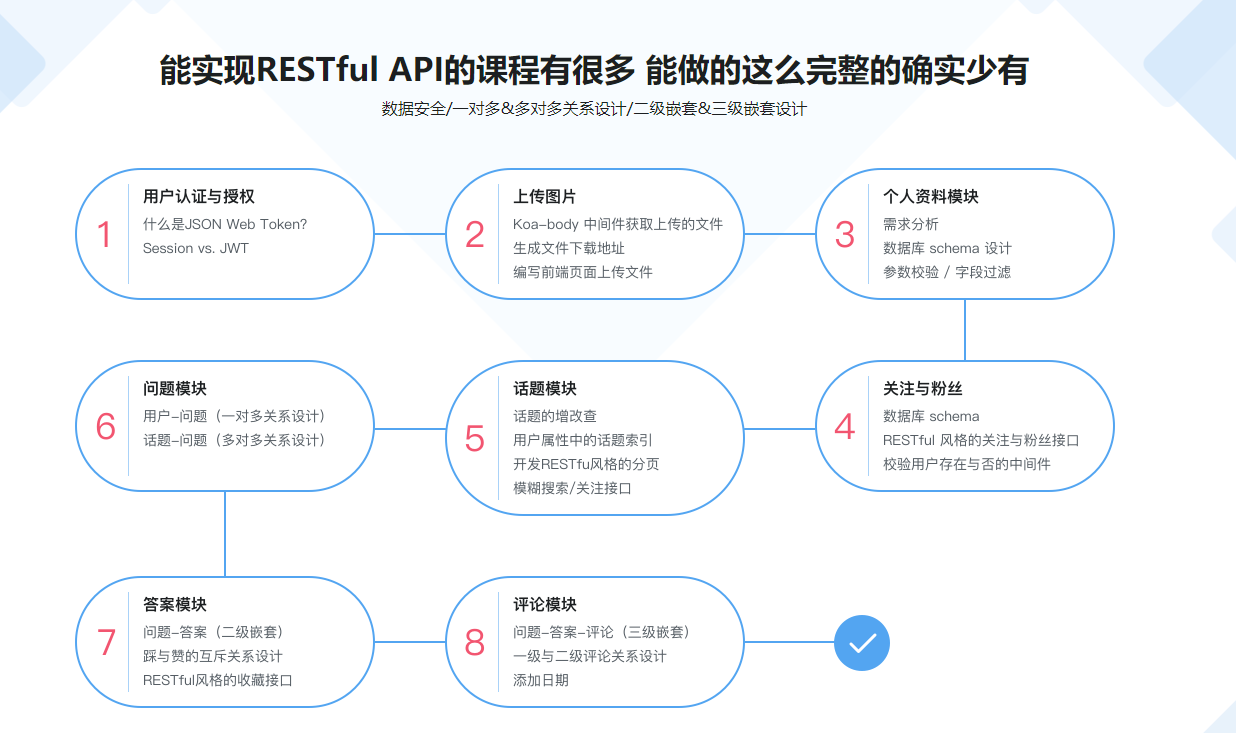 能实现RESTful API的课程有很多 能做的这么完整的确实少有
数据安全/一对多&多对多关系设计/二级嵌套&三级嵌套设计
1
用户认证与授权
什么是JSON Web Token?
Session vs. JWT
2
上传图片
Koa-body 中间件获取上传的文件
生成文件下载地址
编写前端页面上传文件
3
个人资料模块
需求分析
数据库 schema 设计
参数校验 / 字段过滤
4
关注与粉丝
数据库 schema
RESTful 风格的关注与粉丝接口
校验用户存在与否的中间件
5
话题模块
话题的增改查
用户属性中的话题索引
开发RESTfu风格的分页
模糊搜索/关注接口
6
问题模块
用户-问题（一对多关系设计）
话题-问题（多对多关系设计）
7
答案模块
问题-答案（二级嵌套）
踩与赞的互斥关系设计
RESTful风格的收藏接口
8
评论模块
问题-答案-评论（三级嵌套）
一级与二级评论关系设计
添加日期